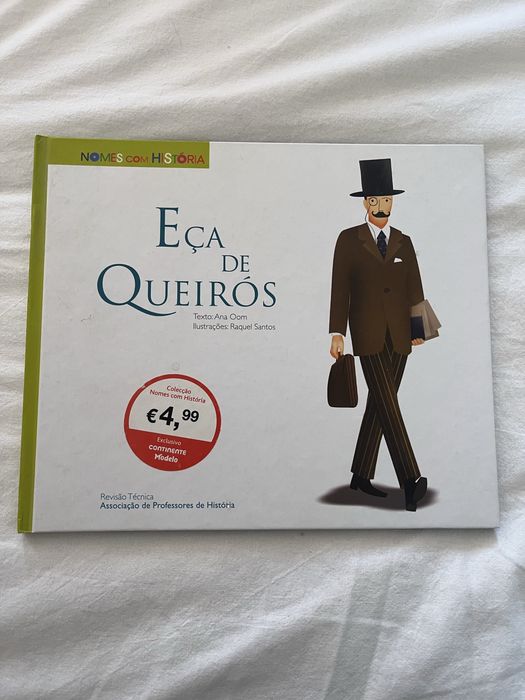 NOMES COM HISTÓRIA
EÇA
DE
QUEIRÓS
Texto: Ana Oom
Ilustrações: Raquel Santos
Colecção
Nomes com História
€4,99
Exclusivo
CONTINENTE
Modelo
Revisão Técnica
Associação de Professores de História